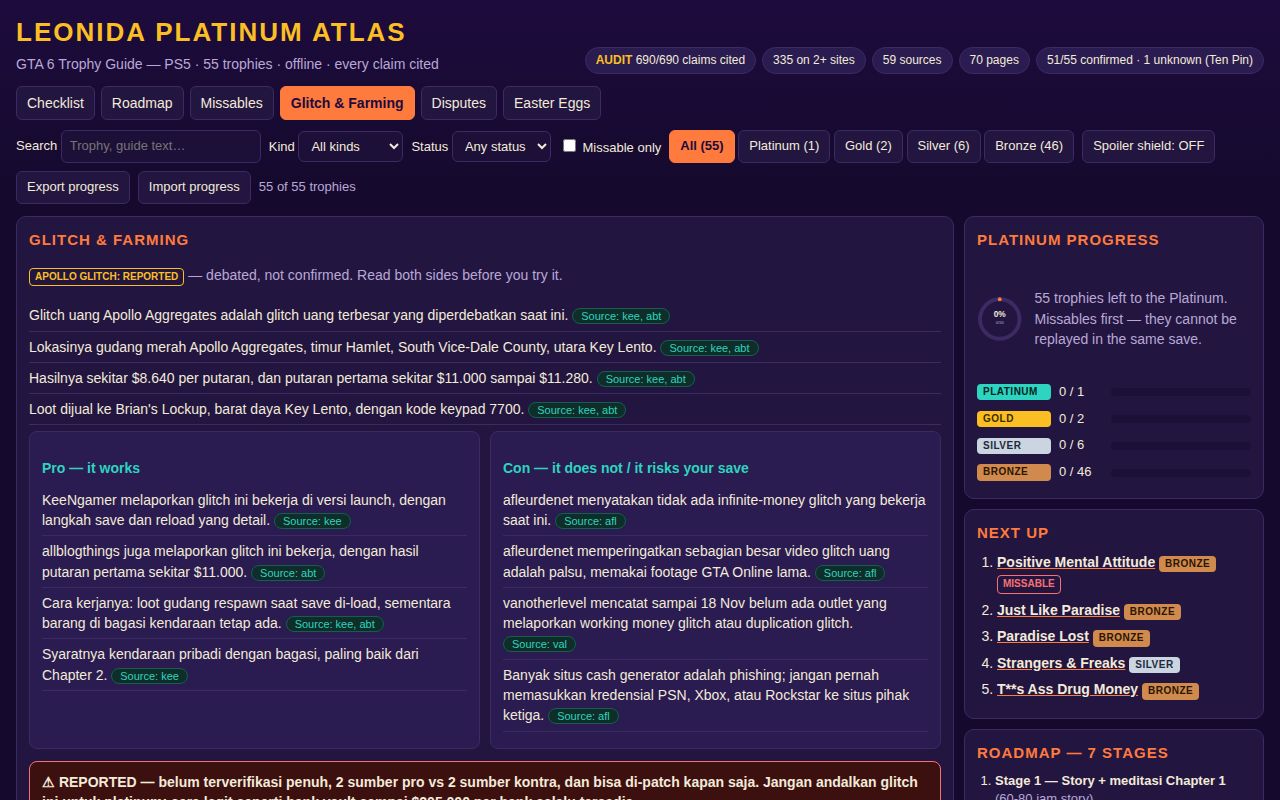 LEONIDA PLATINUM ATLAS
GTA 6 Trophy Guide — PS5 · 55 trophies · offline · every claim cited
AUDIT 690/690 claims cited
335 on 2+ sites
59 sources
70 pages
51/55 confirmed · 1 unknown (Ten Pin)
Checklist
Roadmap
Missables
Glitch & Farming
Disputes
Easter Eggs
Search Trophy, guide text…
Kind All kinds
Status Any status
Missable only
All (55)
Platinum (1)
Gold (2)
Silver (6)
Bronze (46)
Spoiler shield: OFF
Export progress
Import progress
55 of 55 trophies
GLITCH & FARMING
APOLLO GLITCH: REPORTED — debated, not confirmed. Read both sides before you try it.
Glitch uang Apollo Aggregates adalah glitch uang terbesar yang diperdebatkan saat ini. Source: kee, abt
Lokasinya gudang merah Apollo Aggregates, timur Hamlet, South Vice-Dale County, utara Key Lento. Source: kee, abt
Hasilnya sekitar $8.640 per putaran, dan putaran pertama sekitar $11.000 sampai $11.280. Source: kee, abt
Loot dijual ke Brian's Lockup, barat daya Key Lento, dengan kode keypad 7700. Source: kee, abt
Pro — it works
KeeNgamer melaporkan glitch ini bekerja di versi launch, dengan
langkah save dan reload yang detail. Source: kee
allblogthings juga melaporkan glitch ini bekerja, dengan hasil
putaran pertama sekitar $11.000. Source: abt
Cara kerjanya: loot gudang respawn saat save di-load, sementara
barang di bagasi kendaraan tetap ada. Source: kee, abt
Syaratnya kendaraan pribadi dengan bagasi, paling baik dari
Chapter 2. Source: kee
Con — it does not / it risks your save
afleurdenet menyatakan tidak ada infinite-money glitch yang bekerja
saat ini. Source: afl
afleurdenet memperingatkan sebagian besar video glitch uang
adalah palsu, memakai footage GTA Online lama. Source: afl
vanotherlevel mencatat sampai 18 Nov belum ada outlet yang
melaporkan working money glitch atau duplication glitch.
Source: val
Banyak situs cash generator adalah phishing; jangan pernah
memasukkan kredensial PSN, Xbox, atau Rockstar ke situs pihak
ketiga. Source: afl
⚠ REPORTED — belum terverifikasi penuh, 2 sumber pro vs 2 sumber kontra, dan bisa di-patch kapan saja. Jangan andalkan glitch
PLATINUM PROGRESS
0%
55 trophies left to the Platinum.
Missables first — they cannot be
replayed in the same save.
PLATINUM 0 / 1
GOLD 0 / 2
SILVER 0 / 6
BRONZE 0 / 46
NEXT UP
1. Positive Mental Attitude BRONZE
MISSABLE
2. Just Like Paradise BRONZE
3. Paradise Lost BRONZE
4. Strangers & Freaks SILVER
5. T**s Ass Drug Money BRONZE
ROADMAP — 7 STAGES
1. Stage 1 — Story + meditasi Chapter 1